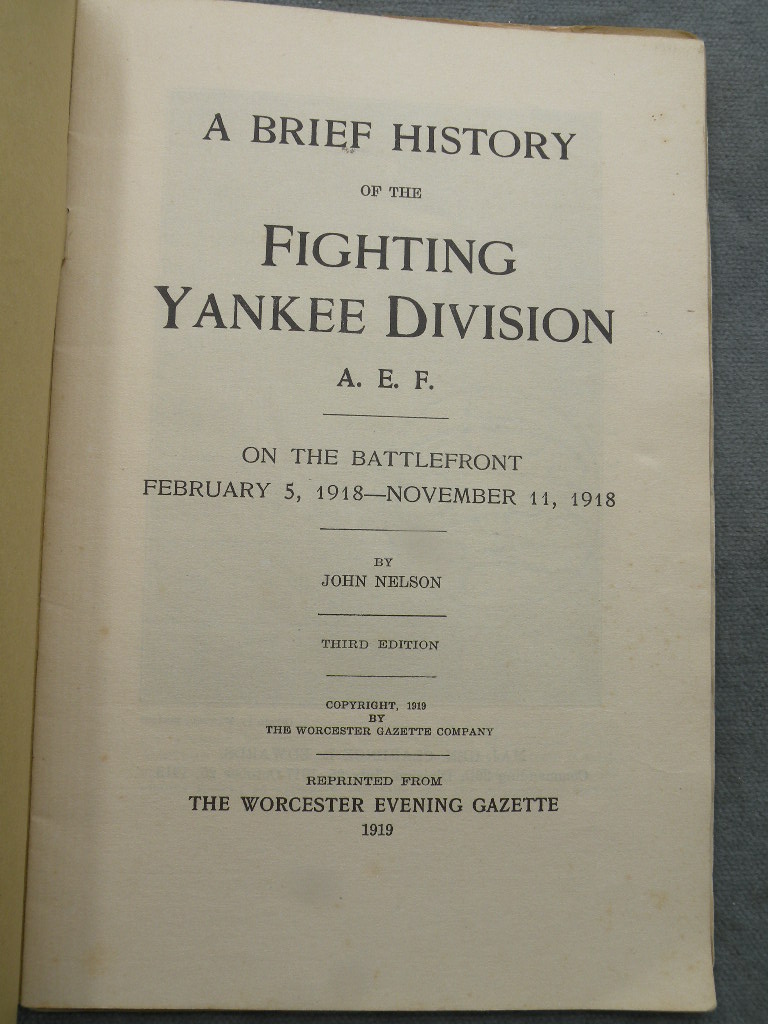 A BRIEF HISTORY
OF THE
FIGHTING
YANKEE DIVISION
A. E. F.
ON THE BATTLEFRONT
FEBRUARY 5, 1918—NOVEMBER 11, 1918
BY
JOHN NELSON
THIRD EDITION
COPYRIGHT, 1919
BY
THE WORCESTER GAZETTE COMPANY
REPRINTED FROM
THE WORCESTER EVENING GAZETTE
1919